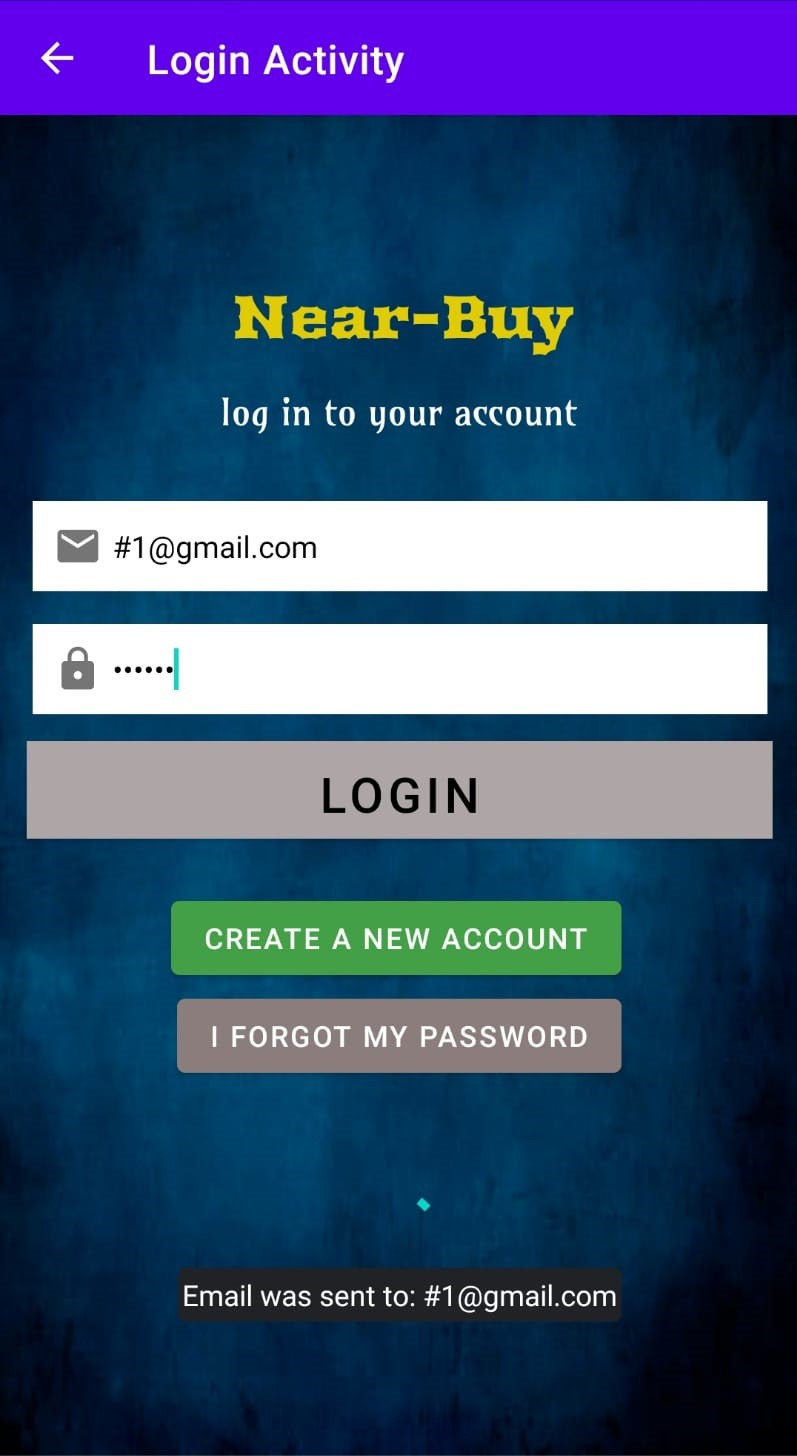 Login Activity
Near-Buy
log in to your account
#1@gmail.com
••••••
LOGIN
CREATE A NEW ACCOUNT
I FORGOT MY PASSWORD
Email was sent to: #1@gmail.com